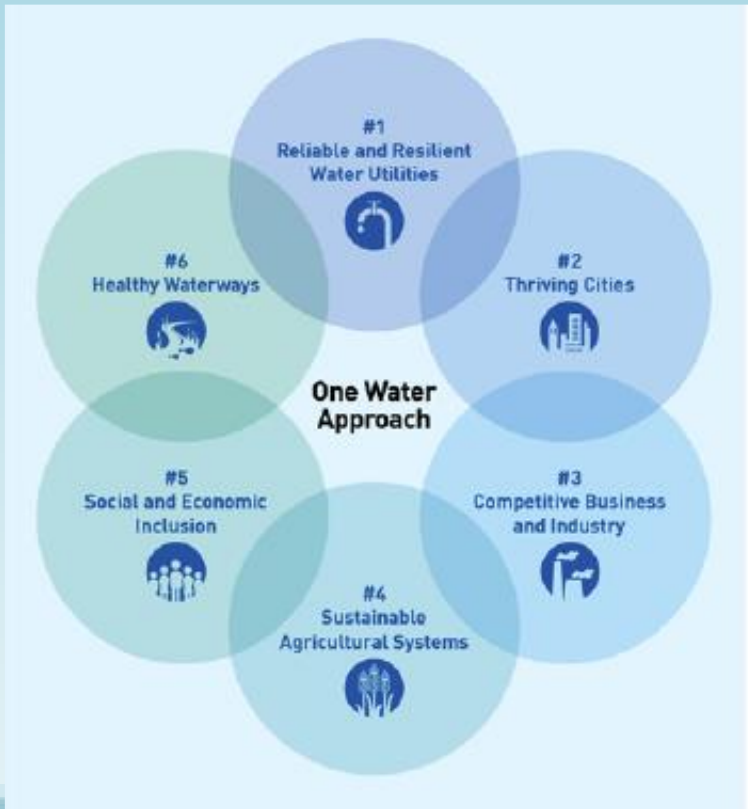 #1
Reliable and Resilient
Water Utilities
#2
Thriving Cities
#3
Competitive Business
and Industry
#4
Sustainable
Agricultural Systems
#5
Social and Economic
Inclusion
#6
Healthy Waterways
One Water
Approach